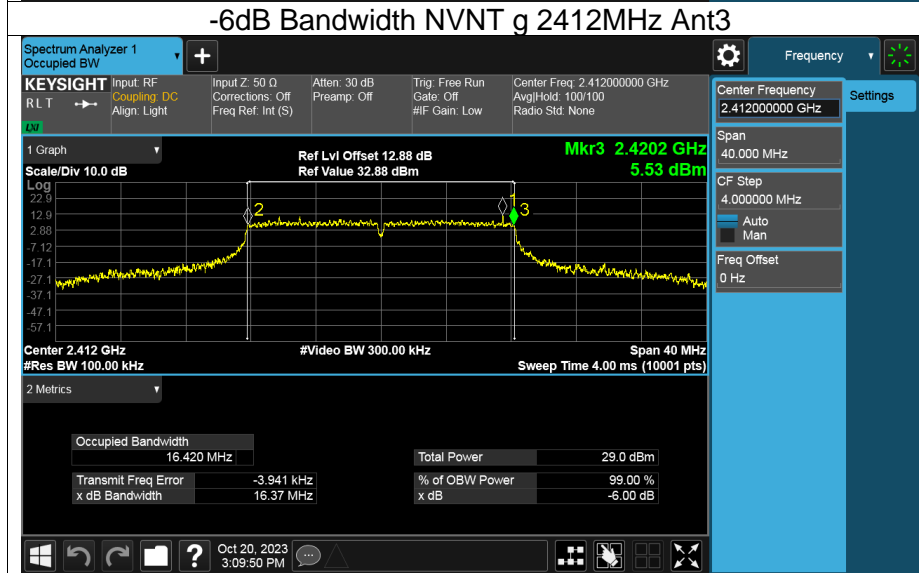 -6dB Bandwidth NVNT g 2412MHz Ant3
Spectrum Analyzer 1
Occupied BW
+
Frequency
KEYSIGHT
R L T
LXI
Input: RF
Coupling: DC
Align: Light
Input Z: 50 Ω
Corrections: Off
Freq Ref: Int (S)
Atten: 30 dB
Preamp: Off
Trig: Free Run
Gate: Off
#IF Gain: Low
Center Freq: 2.412000000 GHz
Avg|Hold: 100/100
Radio Std: None
Center Frequency
2.412000000 GHz
Settings
Span
40.000 MHz
CF Step
4.000000 MHz
Auto
Man
Freq Offset
0 Hz
1 Graph
Scale/Div 10.0 dB
Ref Lvl Offset 12.88 dB
Ref Value 32.88 dBm
Mkr3 2.4202 GHz
5.53 dBm
Log
22.9
12.9
2.88
-7.12
-17.1
-27.1
-37.1
-47.1
-57.1
2
1
3
Center 2.412 GHz
#Video BW 300.00 kHz
Span 40 MHz
#Res BW 100.00 kHz
Sweep Time 4.00 ms (10001 pts)
2 Metrics
Occupied Bandwidth
16.420 MHz
Total Power 29.0 dBm
Transmit Freq Error -3.941 kHz
% of OBW Power 99.00 %
x dB Bandwidth 16.37 MHz
x dB -6.00 dB
?
Oct 20, 2023
3:09:50 PM